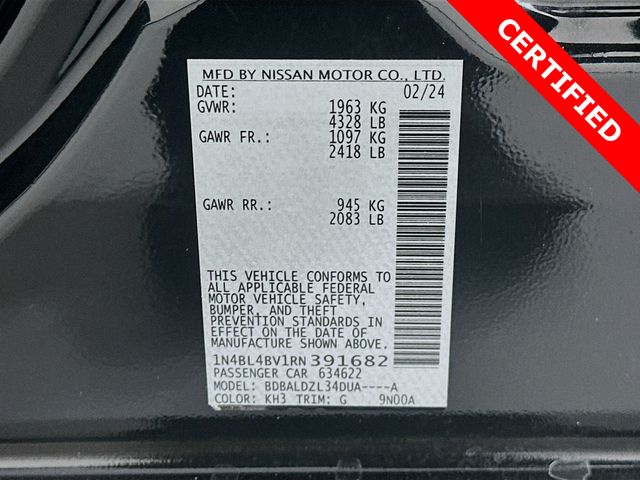 CERTIFIED
MFD BY NISSAN MOTOR CO., LTD.
DATE: 02/24
GVWR: 1963 KG
4328 LB
GAWR FR.: 1097 KG
2418 LB
GAWR RR.: 945 KG
2083 LB
THIS VEHICLE CONFORMS TO
ALL APPLICABLE FEDERAL
MOTOR VEHICLE SAFETY,
BUMPER, AND THEFT
PREVENTION STANDARDS IN
EFFECT ON THE DATE OF
MANUFACTURE SHOWN ABOVE.
1N4BL4BV1RN391682
PASSENGER CAR 634622
MODEL: BDBALDZL34DUA----A
COLOR: KH3 TRIM: G 9N00A